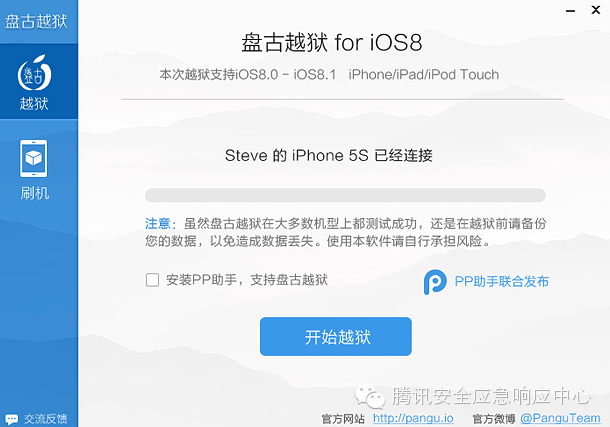 盘古越狱
盘古越狱 for iOS8
本次越狱支持iOS8.0 - iOS8.1 iPhone/iPad/iPod Touch
盘古
越狱
刷机
Steve 的 iPhone 5S 已经连接
注意：虽然盘古越狱在大多数机型上都测试成功，还是在越狱前请备份
您的数据，以免造成数据丢失。使用本软件请自行承担风险。
安装PP助手，支持盘古越狱
PP助手联合发布
开始越狱
腾讯安全应急响应中心
交流反馈
官方网站 http://pangu.io 官方微博 @PanguTeam